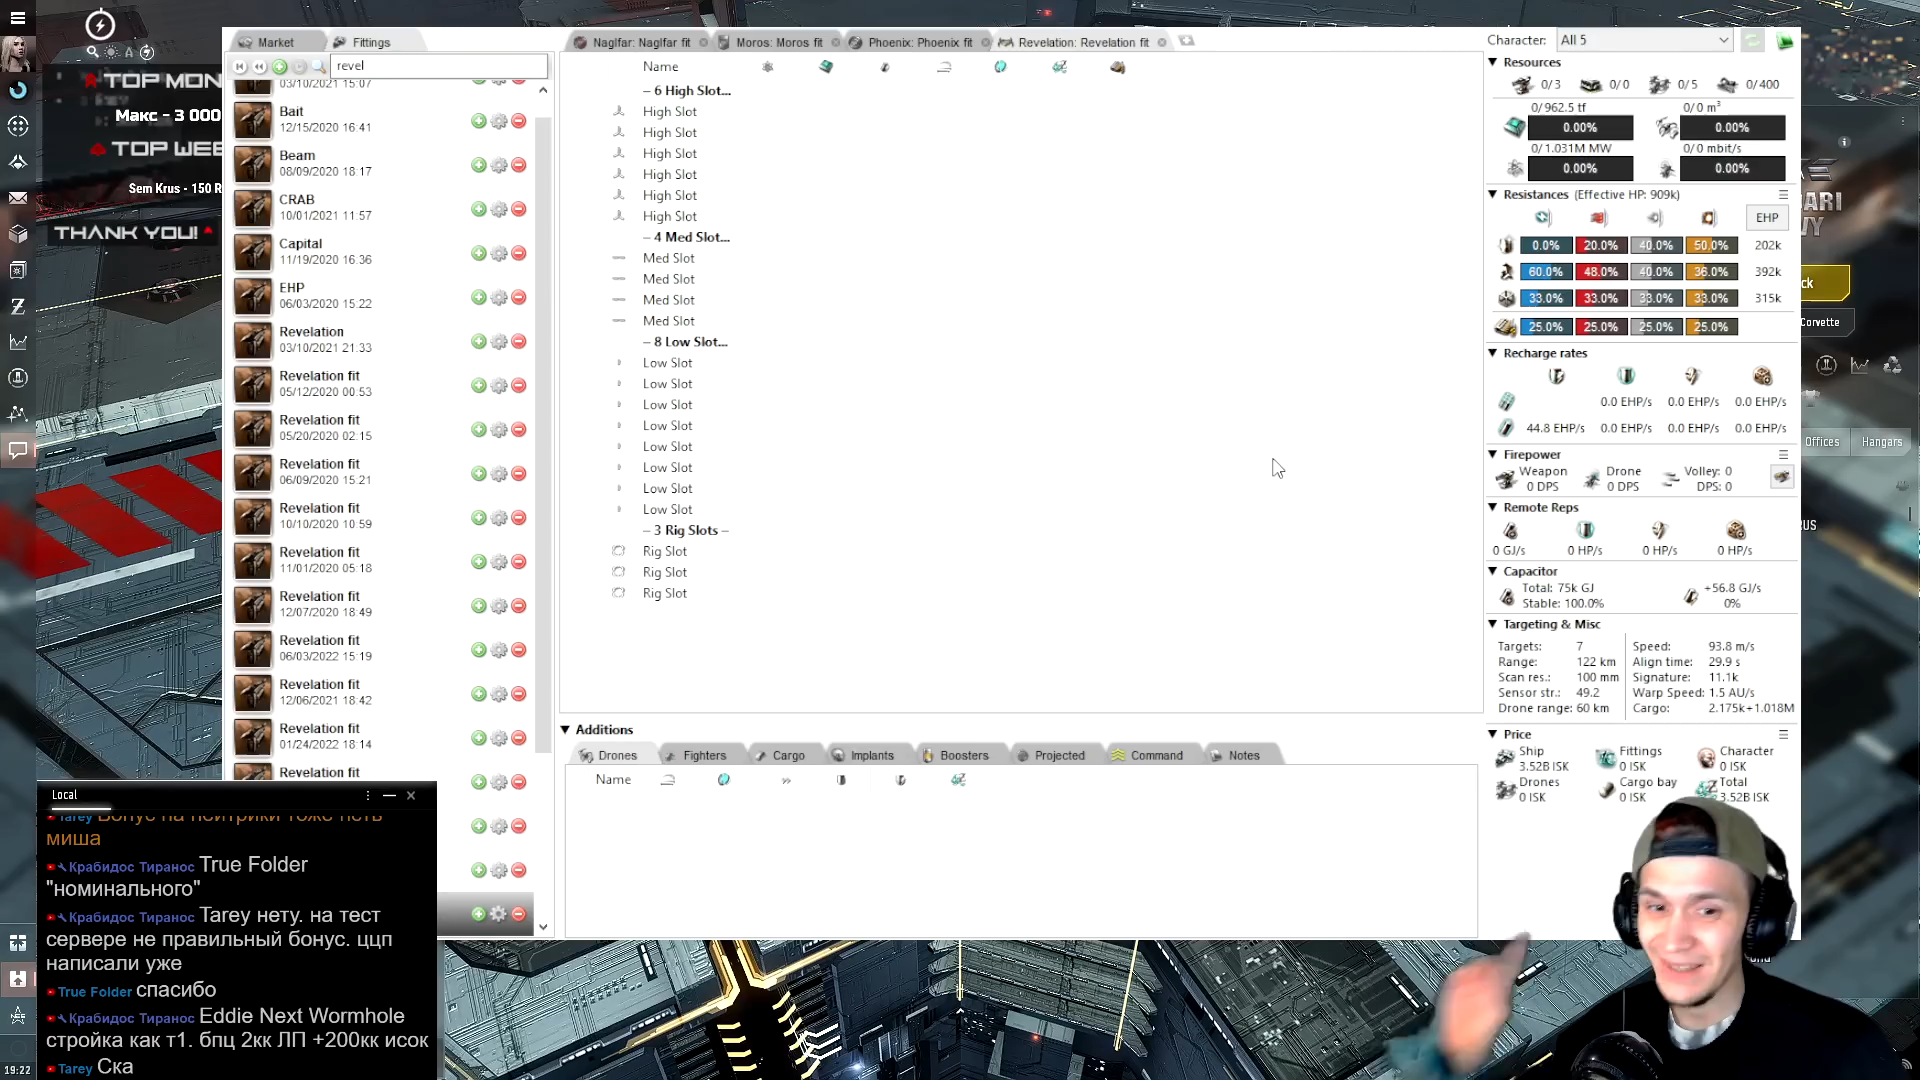 TOP MON
Макс - 3 000
TOP WEE
Sem Krus - 150 R
THANK YOU!
19:22
Market
Fittings
revel
03/10/2021 15:07
Bait
12/15/2020 16:41
Beam
08/09/2020 18:17
CRAB
10/01/2021 11:57
Capital
11/19/2020 16:36
EHP
06/03/2020 15:22
Revelation
03/10/2021 21:33
Revelation fit
05/12/2020 00:53
Revelation fit
05/20/2020 02:15
Revelation fit
06/09/2020 15:21
Revelation fit
10/10/2020 10:59
Revelation fit
11/01/2020 05:18
Revelation fit
12/07/2020 18:49
Revelation fit
06/03/2022 15:19
Revelation fit
12/06/2021 18:42
Revelation fit
01/24/2022 18:14
Revelation fit
Local
Tarey Бонус на нейтрики тоже петь
миша
Крабидос Тиранос True Folder
"номинального"
Крабидос Тиранос Tarey нету. на тест
сервере не правильный бонус. ццп
написали уже
True Folder спасибо
Крабидос Тиранос Eddie Next Wormhole
стройка как т1. бпц 2кк ЛП +200кк исок
Tarey Ска
Naglfar: Naglfar fit
Moros: Moros fit
Phoenix: Phoenix fit
Revelation: Revelation fit
Name
– 6 High Slot...
High Slot
High Slot
High Slot
High Slot
High Slot
High Slot
– 4 Med Slot...
Med Slot
Med Slot
Med Slot
Med Slot
– 8 Low Slot...
Low Slot
Low Slot
Low Slot
Low Slot
Low Slot
Low Slot
Low Slot
Low Slot
– 3 Rig Slots –
Rig Slot
Rig Slot
Rig Slot
Additions
Drones
Fighters
Cargo
Implants
Boosters
Projected
Command
Notes
Name
Character:
All 5
Resources
0/3 0/0 0/5 0/400
0/962.5 tf 0/0 m³
0.00% 0.00%
0/1.031M MW 0/0 mbit/s
0.00% 0.00%
Resistances (Effective HP: 909k)
EHP
0.0% 20.0% 40.0% 50.0% 202k
60.0% 48.0% 40.0% 36.0% 392k
33.0% 33.0% 33.0% 33.0% 315k
25.0% 25.0% 25.0% 25.0%
Recharge rates
0.0 EHP/s 0.0 EHP/s 0.0 EHP/s
44.8 EHP/s 0.0 EHP/s 0.0 EHP/s 0.0 EHP/s
Firepower
Weapon Drone Volley: 0
0 DPS 0 DPS DPS: 0
Remote Reps
0 GJ/s 0 HP/s 0 HP/s 0 HP/s
Capacitor
Total: 75k GJ +56.8 GJ/s
Stable: 100.0% 0%
Targeting & Misc
Targets: 7 Speed: 93.8 m/s
Range: 122 km Align time: 29.9 s
Scan res.: 100 mm Signature: 11.1k
Sensor str.: 49.2 Warp Speed: 1.5 AU/s
Drone range: 60 km Cargo: 2.175k+1.018M
Price
Ship Fittings Character
3.52B ISK 0 ISK 0 ISK
Drones Cargo bay Total
0 ISK 0 ISK 3.52B ISK
ARI
ck
Corvette
Offices
Hangars